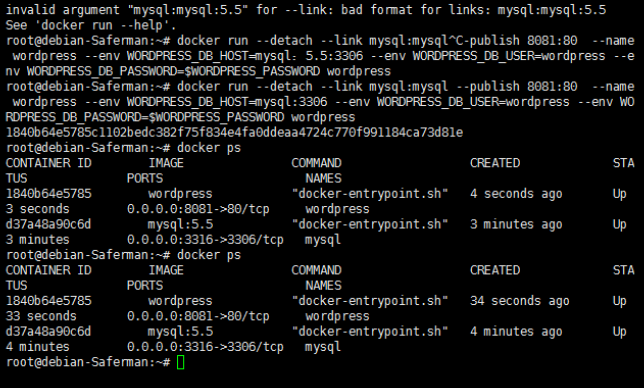 invalid argument "mysql:mysql:5.5" for --link: bad format for links: mysql:mysql:5.5
See 'docker run --help'.
root@debian-Saferman:~# docker run --detach --link mysql:mysql^C-publish 8081:80  --name
 wordpress --env WORDPRESS_DB_HOST=mysql：5.5:3306 --env WORDPRESS_DB_USER=wordpress --e
nv WORDPRESS_DB_PASSWORD=$WORDPRESS_PASSWORD wordpress
root@debian-Saferman:~# docker run --detach --link mysql:mysql --publish 8081:80  --name
 wordpress --env WORDPRESS_DB_HOST=mysql:3306 --env WORDPRESS_DB_USER=wordpress --env WO
RDPRESS_DB_PASSWORD=$WORDPRESS_PASSWORD wordpress
1840b64e5785c1102bedc382f75f834e4fa0ddeaa4724c770f991184ca73d81e
root@debian-Saferman:~# docker ps
CONTAINER ID        IMAGE               COMMAND                  CREATED             STA
TUS              PORTS                    NAMES
1840b64e5785        wordpress           "docker-entrypoint.sh"   4 seconds ago       Up
3 seconds        0.0.0.0:8081->80/tcp     wordpress
d37a48a90c6d        mysql:5.5           "docker-entrypoint.sh"   3 minutes ago       Up
3 minutes        0.0.0.0:3316->3306/tcp   mysql
root@debian-Saferman:~# docker ps
CONTAINER ID        IMAGE               COMMAND                  CREATED             STA
TUS              PORTS                    NAMES
1840b64e5785        wordpress           "docker-entrypoint.sh"   34 seconds ago      Up
33 seconds       0.0.0.0:8081->80/tcp     wordpress
d37a48a90c6d        mysql:5.5           "docker-entrypoint.sh"   4 minutes ago       Up
4 minutes        0.0.0.0:3316->3306/tcp   mysql
root@debian-Saferman:~#